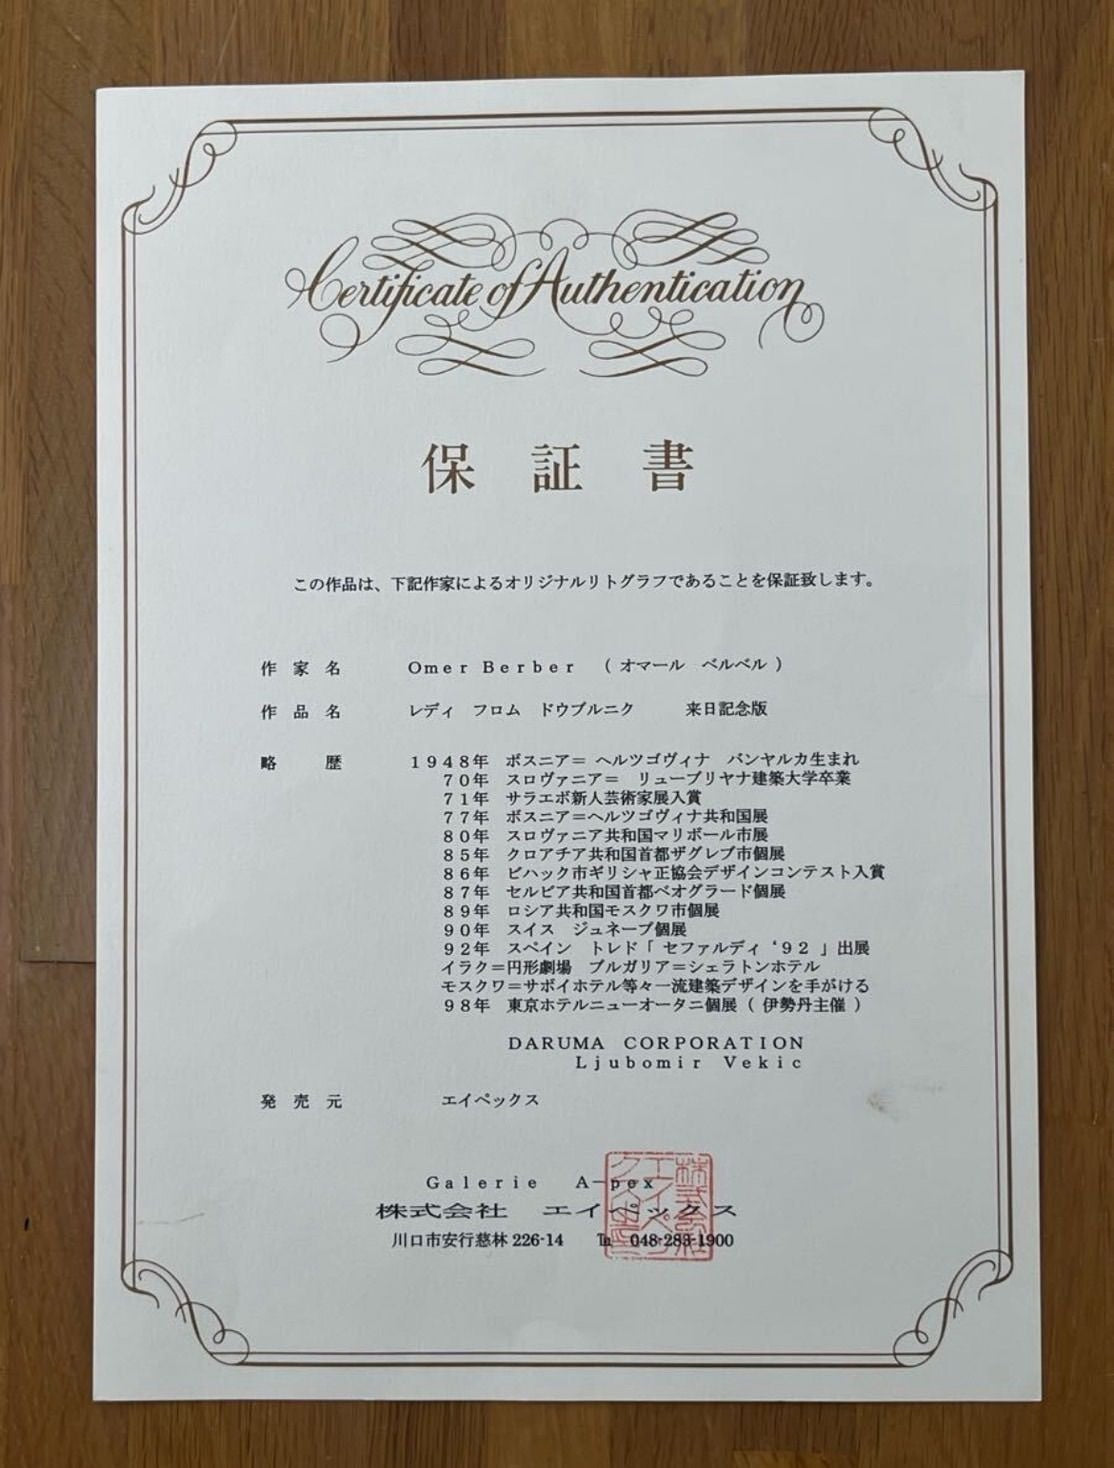 Certificate of Authentication
保証書
この作品は、下記作家によるオリジナルリトグラフであることを保証致します。
作家名 Omer Berber (オマール ベルベル)
作品名 レディ フロム ドウブルニク 来日記念版
略歴 1948年 ボスニア=ヘルツゴヴィナ バンヤルカ生まれ
70年 スロヴァニア= リューブリヤナ建築大学卒業
71年 サラエボ新人芸術家展入賞
77年 ボスニア=ヘルツゴヴィナ共和国展
80年 スロヴァニア共和国マリボール市展
85年 クロアチア共和国首都ザグレブ市個展
86年 ビハック市ギリシャ正協会デザインコンテスト入賞
87年 セルビア共和国首都ベオグラード個展
89年 ロシア共和国モスクワ市個展
90年 スイス ジュネーブ個展
92年 スペイン トレド「セファルディ‘92」出展
イラク=円形劇場 ブルガリア=シェラトンホテル
モスクワ=サボイホテル等々一流建築デザインを手がける
98年 東京ホテルニューオータニ個展(伊勢丹主催)
DARUMA CORPORATION
Ljubomir Vekic
発売元 エイペックス
Galerie A-pex
株式会社 エイペックス
川口市安行慈林226-14 ℡ 048-283-1900